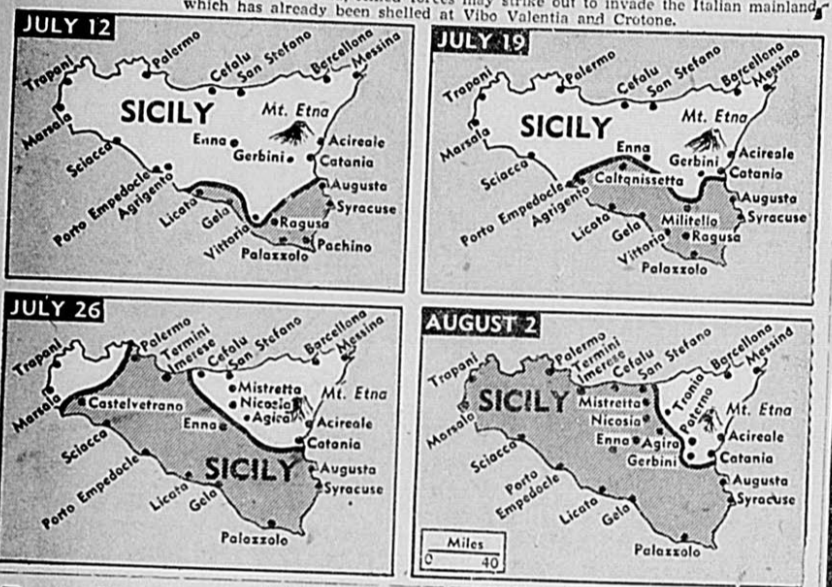 which has already been shelled at Vibo Valentia and Crotone.
JULY 12
Trapani
Palermo
Cefalu
San Stefano
Barcellona
Messina
Marsala
SICILY
Mt. Etna
Enna
Gerbini
Acireale
Catania
Sciacca
Porto Empedocle
Agrigento
Licata
Gela
Vittoria
Ragusa
Augusta
Syracuse
Pachino
Palazzolo
JULY 19
Trapani
Palermo
Cefalu
San Stefano
Barcellona
Messina
Marsala
SICILY
Mt. Etna
Enna
Gerbini
Acireale
Catania
Sciacca
Caltanissetta
Porto Empedocle
Agrigento
Licata
Gela
Vittoria
Militello
Ragusa
Augusta
Syracuse
Palazzolo
JULY 26
Trapani
Palermo
Termini
Imerese
Cefalu
San Stefano
Barcellona
Messina
Marsala
Castelvetrano
Mistretta
Nicosia
Agira
Mt. Etna
Enna
Acireale
Catania
Sciacca
SICILY
Porto Empedocle
Licata
Gela
Augusta
Syracuse
Palazzolo
AUGUST 2
Trapani
Palermo
Termini
Imerese
Cefalu
San Stefano
Barcellona
Messina
Marsala
SICILY
Mistretta
Nicosia
Troina
Paterno
Mt. Etna
Enna
Agira
Gerbini
Acireale
Catania
Sciacca
Porto
Empedocle
Licata
Gela
Augusta
Syracuse
Palazzolo
Miles
0 40